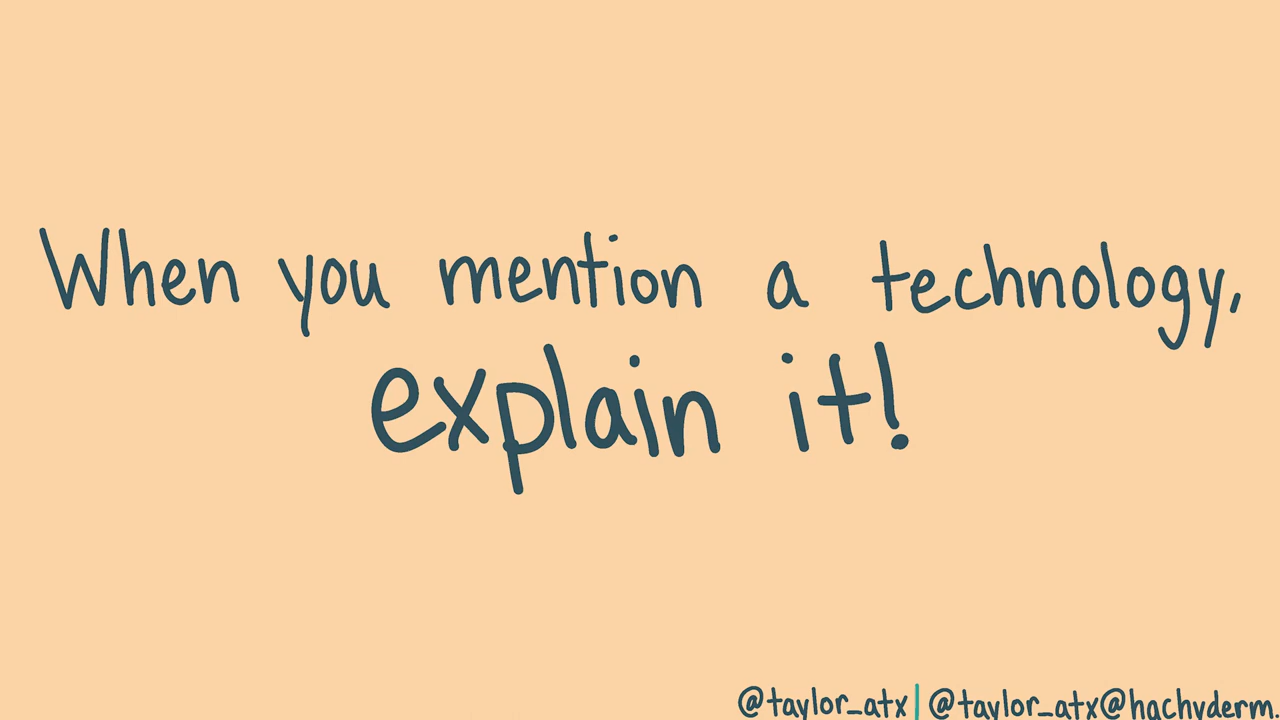 When you mention a technology,
explain it!
@taylor_atx | @taylor_atx@hachyderm.